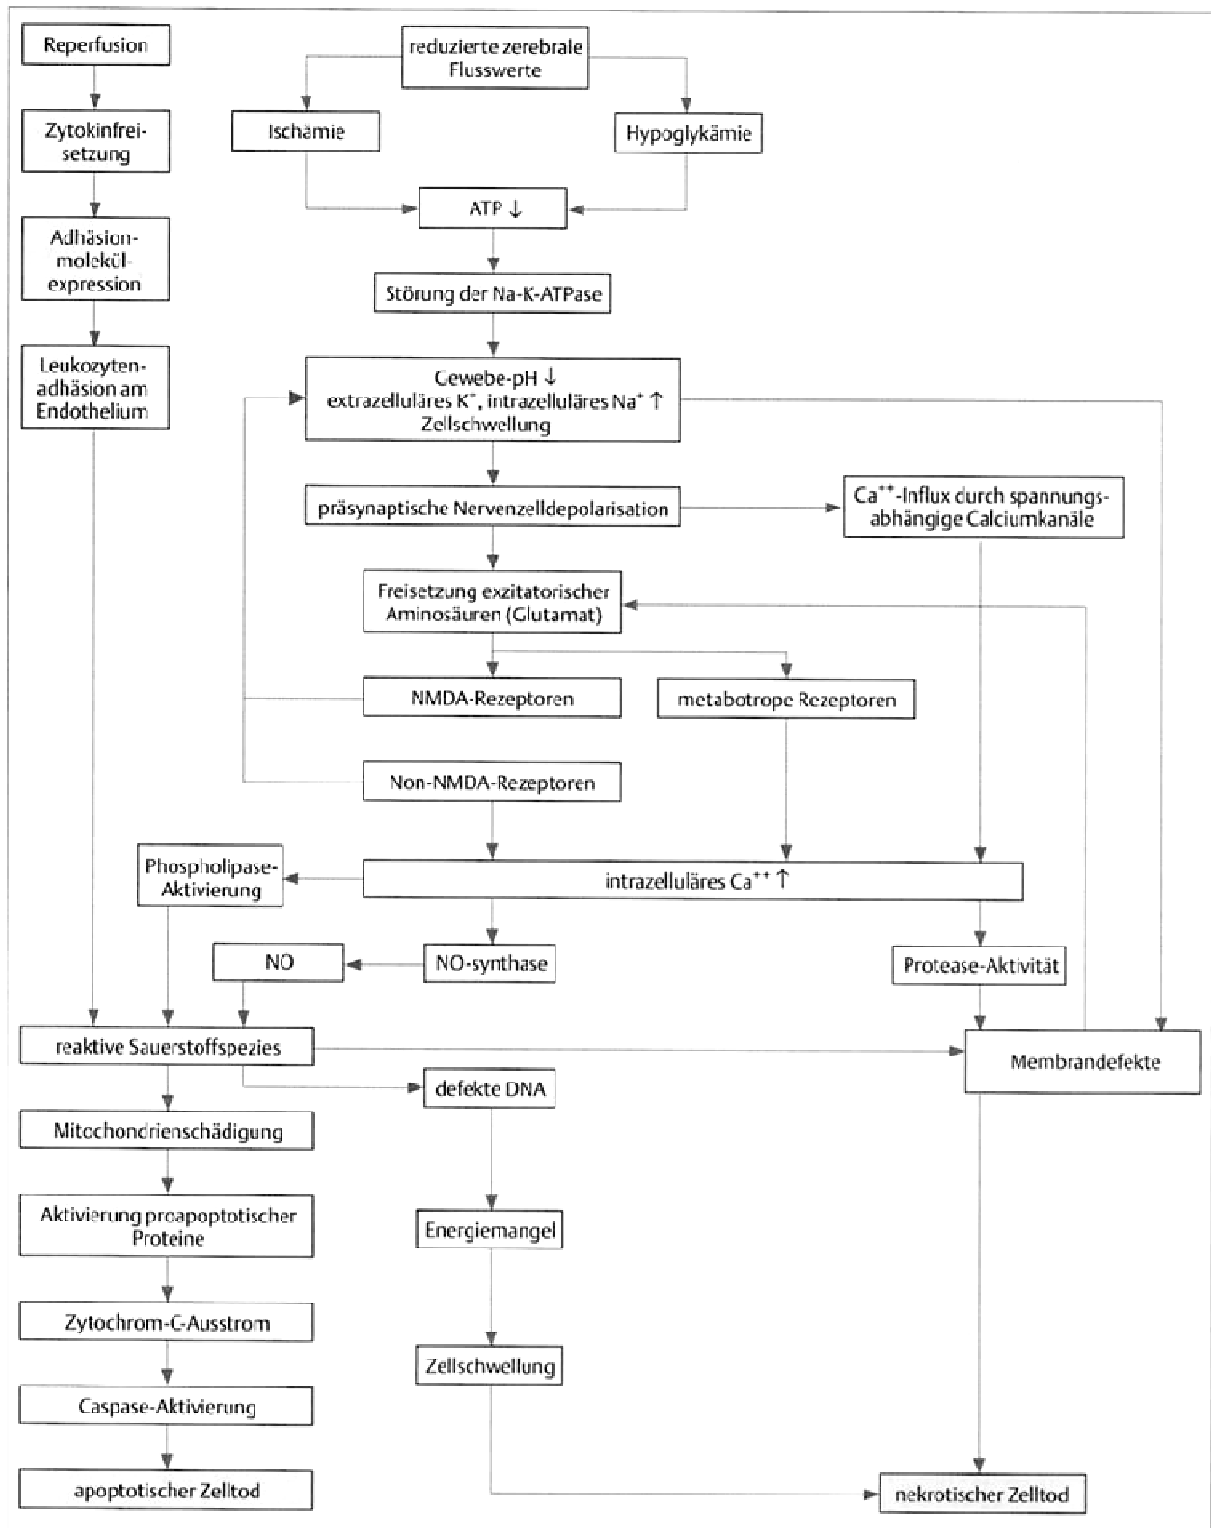 Reperfusion
Zytokinfrei-
setzung
Adhäsion-
molekül-
expression
Leukozyten-
adhäsion am
Endothelium
reduzierte zerebrale
Flusswerte
Ischämie
Hypoglykämie
ATP ↓
Störung der Na-K-ATPase
Gewebe-pH ↓
extrazelluläres K⁺, intrazelluläres Na⁺ ↑
Zellschwellung
präsynaptische Nervenzelldepolarisation
Ca⁺⁺-Influx durch spannungs-
abhängige Calciumkanäle
Freisetzung exzitatorischer
Aminosäuren (Glutamat)
NMDA-Rezeptoren
metabotrope Rezeptoren
Non-NMDA-Rezeptoren
Phospholipase-
Aktivierung
intrazelluläres Ca⁺⁺ ↑
NO
NO-synthase
Protease-Aktivität
reaktive Sauerstoffspezies
Membrandefekte
defekte DNA
Mitochondrienschädigung
Aktivierung proapoptotischer
Proteine
Energiemangel
Zytochrom-C-Ausstrom
Zellschwellung
Caspase-Aktivierung
apoptotischer Zelltod
nekrotischer Zelltod